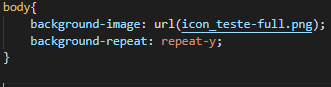 body{
    background-image: url(icon_teste-full.png);
    background-repeat: repeat-y;
}